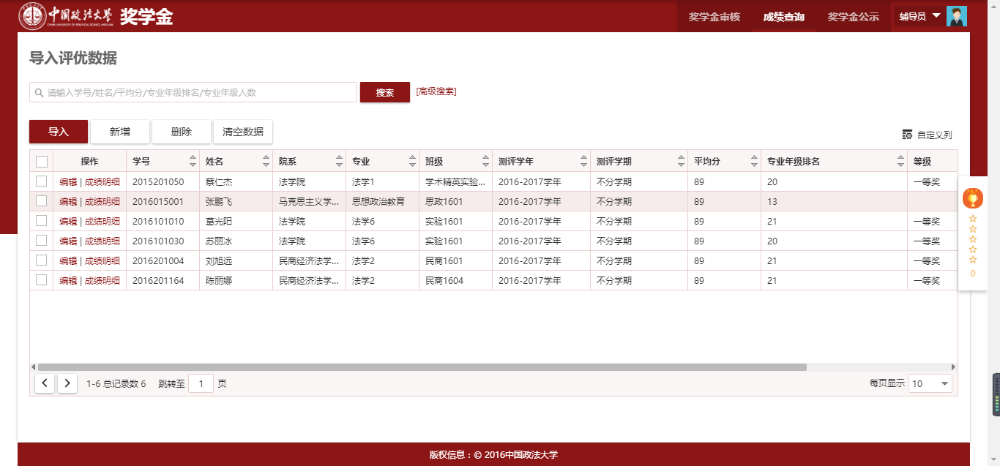 中国政法大学 奖学金 奖学金审核 成绩查询 奖学金公示 辅导员
CHINA UNIVERSITY OF POLITICAL SCIENCE AND LAW
导入评优数据
请输入学号/姓名/平均分/专业年级排名/专业年级人数 搜索 [高级搜索]
导入 新增 删除 清空数据 自定义列
操作 学号 姓名 院系 专业 班级 测评学年 测评学期 平均分 专业年级排名 等级
编辑 | 成绩明细 2015201050 蔡仁杰 法学院 法学1 学术精英实验... 2016-2017学年 不分学期 89 20 一等奖
编辑 | 成绩明细 2016015001 张鹏飞 马克思主义学... 思想政治教育 思政1601 2016-2017学年 不分学期 89 13
编辑 | 成绩明细 2016101010 葛光阳 法学院 法学6 实验1601 2016-2017学年 不分学期 89 21 一等奖
编辑 | 成绩明细 2016101030 苏丽冰 法学院 法学6 实验1601 2016-2017学年 不分学期 89 20 一等奖
编辑 | 成绩明细 2016201004 刘旭远 民商经济法学... 法学2 民商1601 2016-2017学年 不分学期 89 21 一等奖
编辑 | 成绩明细 2016201164 陈丽娜 民商经济法学... 法学2 民商1604 2016-2017学年 不分学期 89 21 一等奖
0
1-6 总记录数 6 跳转至 1 页 每页显示 10
版权信息：© 2016中国政法大学